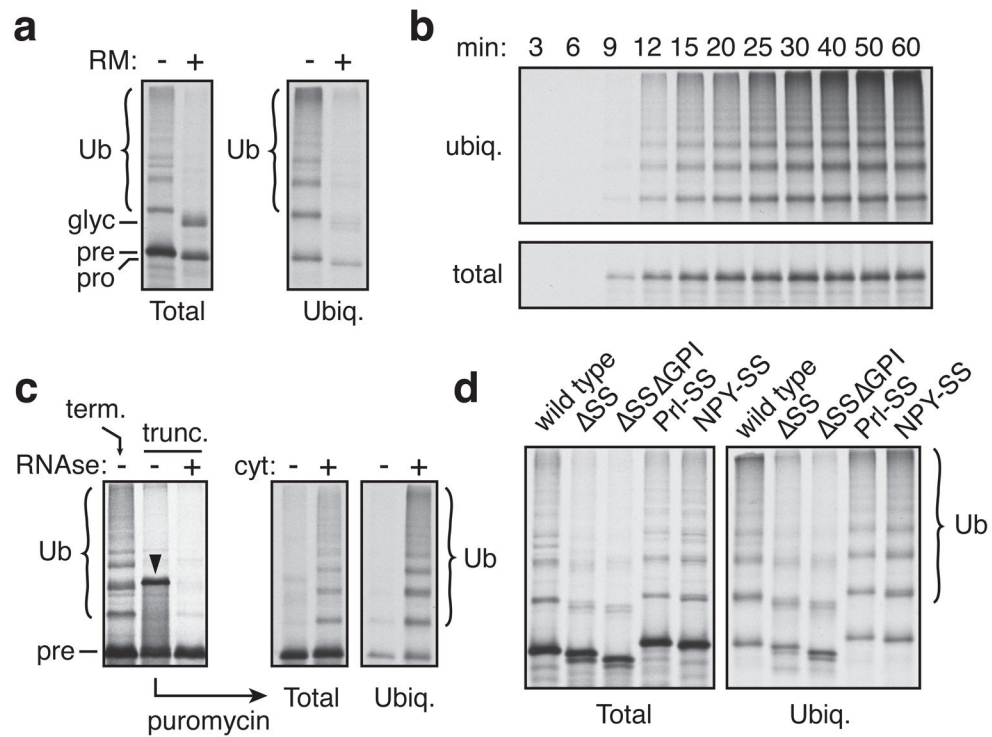 a
RM: - +
- +
Ub
Ub
glyc
pre
pro
Total
Ubiq.
b
min: 3 6 9 12 15 20 25 30 40 50 60
ubiq.
total
c
term.
trunc.
RNAse: - - +
cyt: - +
- +
Ub
Ub
pre
puromycin
Total
Ubiq.
d
wild type
ΔSS
ΔSSΔGPI
Prl-SS
NPY-SS
wild type
ΔSS
ΔSSΔGPI
Prl-SS
NPY-SS
Ub
Total
Ubiq.